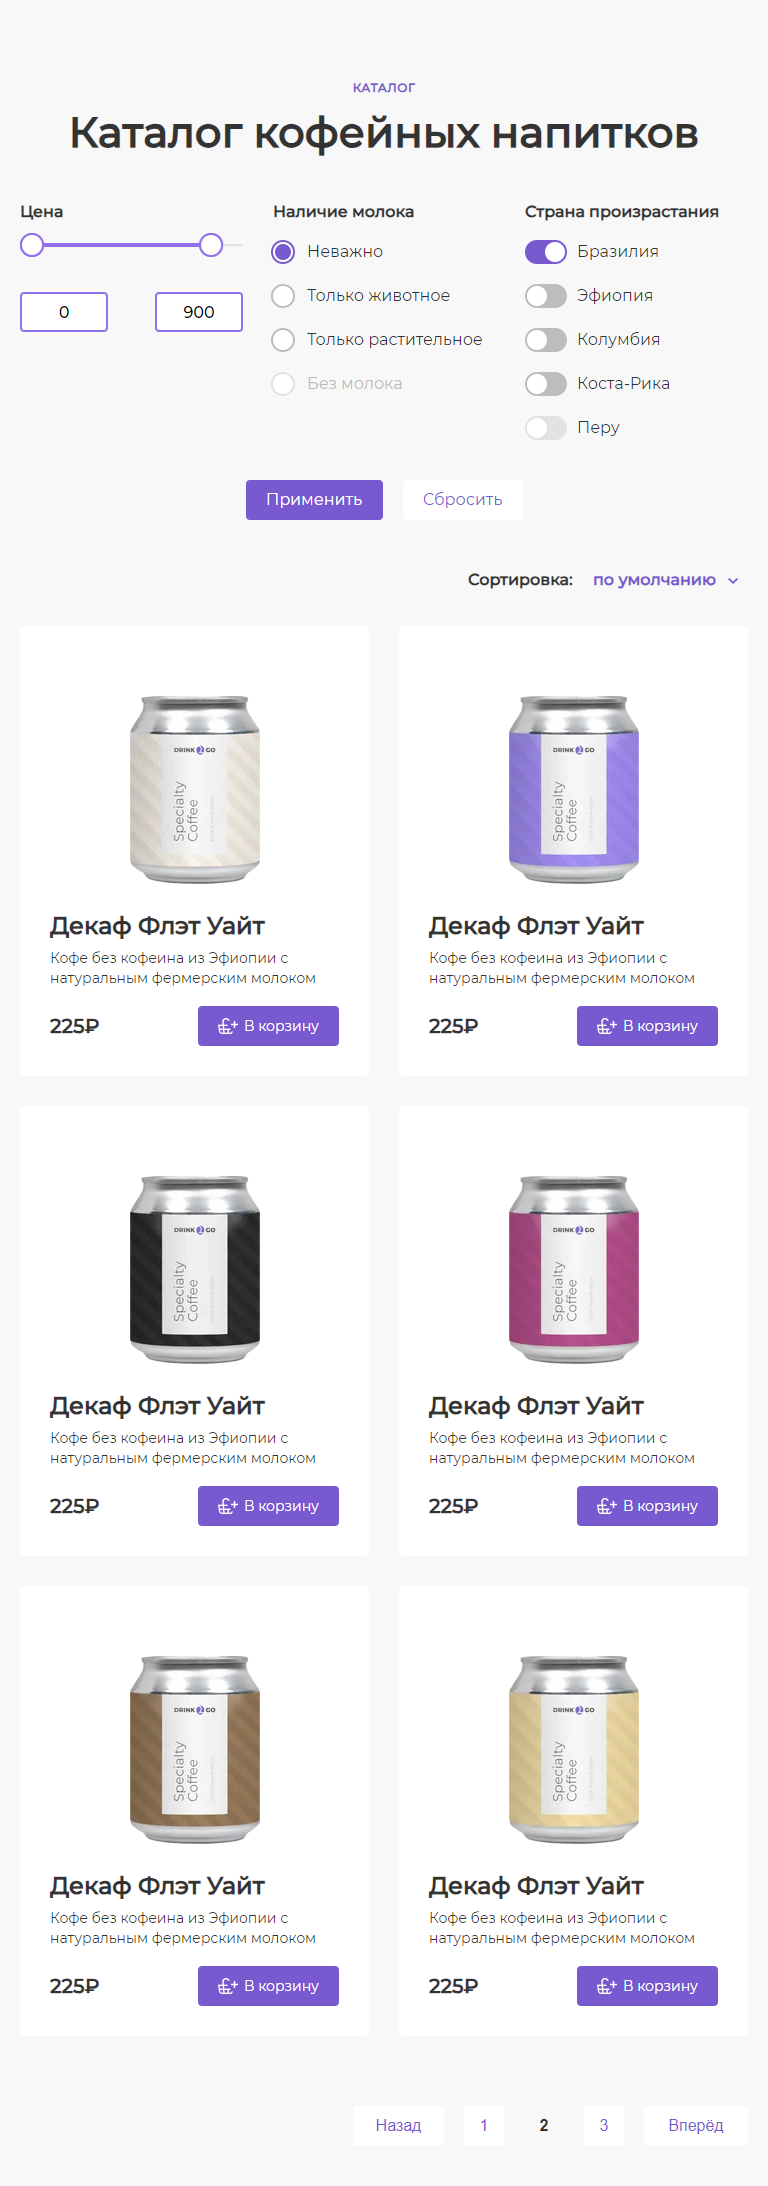 КАТАЛОГ
Каталог кофейных напитков
Цена
0
900
Наличие молока
Неважно
Только животное
Только растительное
Без молока
Страна произрастания
Бразилия
Эфиопия
Колумбия
Коста-Рика
Перу
Применить
Сбросить
Сортировка:
по умолчанию
DRINK 2 GO
Specialty
Coffee
Декаф Флэт Уайт
Кофе без кофеина из Эфиопии с
натуральным фермерским молоком
225₽
В корзину
DRINK 2 GO
Specialty
Coffee
Декаф Флэт Уайт
Кофе без кофеина из Эфиопии с
натуральным фермерским молоком
225₽
В корзину
DRINK 2 GO
Specialty
Coffee
Декаф Флэт Уайт
Кофе без кофеина из Эфиопии с
натуральным фермерским молоком
225₽
В корзину
DRINK 2 GO
Specialty
Coffee
Декаф Флэт Уайт
Кофе без кофеина из Эфиопии с
натуральным фермерским молоком
225₽
В корзину
DRINK 2 GO
Specialty
Coffee
Декаф Флэт Уайт
Кофе без кофеина из Эфиопии с
натуральным фермерским молоком
225₽
В корзину
DRINK 2 GO
Specialty
Coffee
Декаф Флэт Уайт
Кофе без кофеина из Эфиопии с
натуральным фермерским молоком
225₽
В корзину
Назад
1
2
3
Вперёд